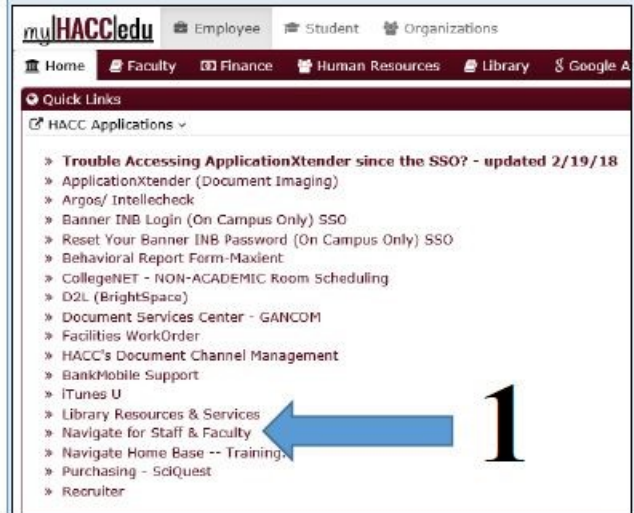 my|HACC|edu Employee Student Organizations
Home Faculty Finance Human Resources Library Google A
Quick Links
HACC Applications
» Trouble Accessing ApplicationXtender since the SSO? - updated 2/19/18
» ApplicationXtender (Document Imaging)
» Argos/ Intellecheck
» Banner INB Login (On Campus Only) SSO
» Reset Your Banner INB Password (On Campus Only) SSO
» Behavioral Report Form-Maxient
» CollegeNET - NON-ACADEMIC Room Scheduling
» D2L (BrightSpace)
» Document Services Center - GANCOM
» Facilities WorkOrder
» HACC's Document Channel Management
» BankMobile Support
» iTunes U
» Library Resources & Services
» Navigate for Staff & Faculty
» Navigate Home Base -- Training
» Purchasing - SciQuest
» Recruiter
1